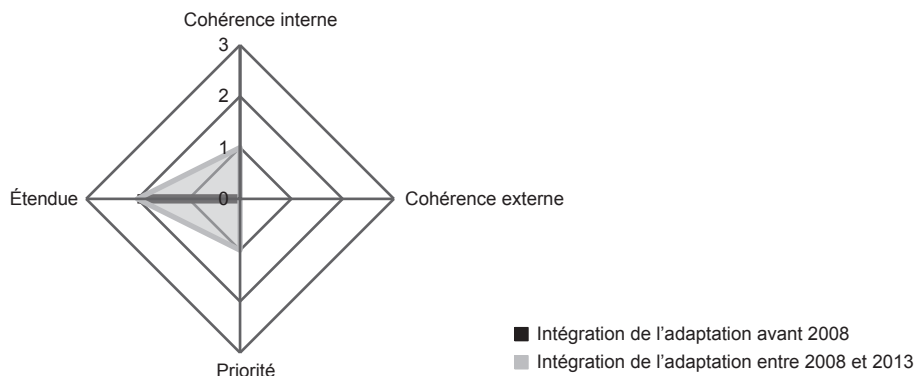 Cohérence interne
3
2
1
0
Étendue
Cohérence externe
Priorité
Intégration de l’adaptation avant 2008
Intégration de l’adaptation entre 2008 et 2013